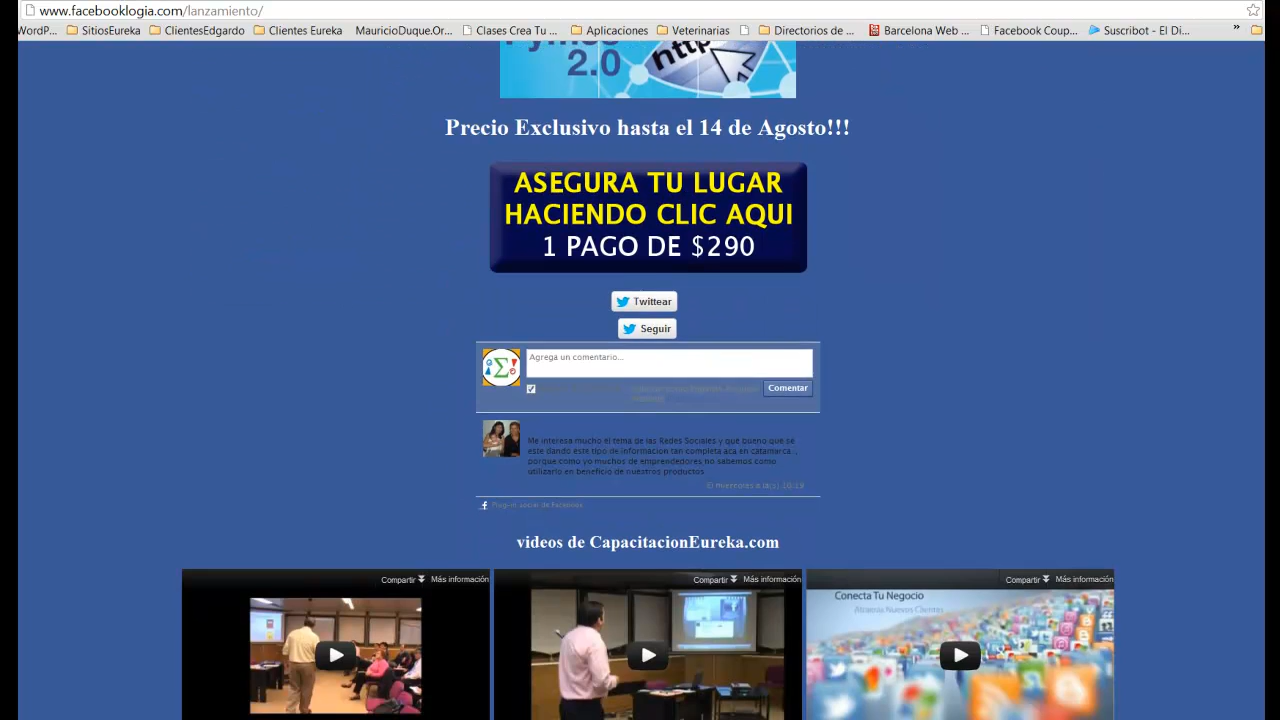 www.facebooklogia.com/lanzamiento/
WordP... SitiosEureka ClientesEdgardo Clientes Eureka MauricioDuque.Or... Clases Crea Tu ... Aplicaciones Veterinarias Directorios de ... Barcelona Web ... Facebook Coup... Suscribot - El Di... »
2.0
http
Precio Exclusivo hasta el 14 de Agosto!!!
ASEGURA TU LUGAR
HACIENDO CLIC AQUI
1 PAGO DE $290
Twittear
Seguir
Agrega un comentario...
Comentar
Me interesa mucho el tema de las Redes Sociales y que bueno que se
este dando este tipo de informacion tan completa aca en catamarca.,
porque como yo muchos de emprendedores no sabemos como
utilizarlo en beneficio de nuestros productos
Plug-in social de Facebook
videos de CapacitacionEureka.com
Compartir Más información Compartir Más información Compartir Más información
Conecta Tu Negocio
Atraiga Nuevos Clientes